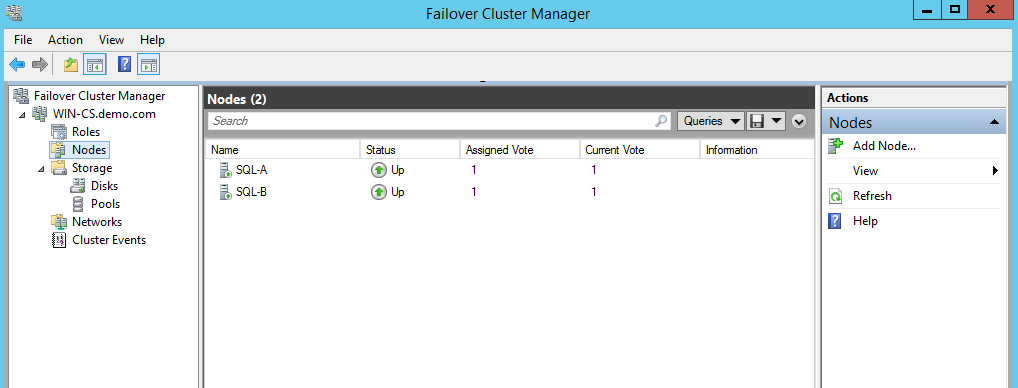 Failover Cluster Manager
File Action View Help
Failover Cluster Manager
WIN-CS.demo.com
Roles
Nodes
Storage
Disks
Pools
Networks
Cluster Events
Nodes (2)
Search
Queries
Name Status Assigned Vote Current Vote Information
SQL-A Up 1 1
SQL-B Up 1 1
Actions
Nodes
Add Node...
View
Refresh
Help